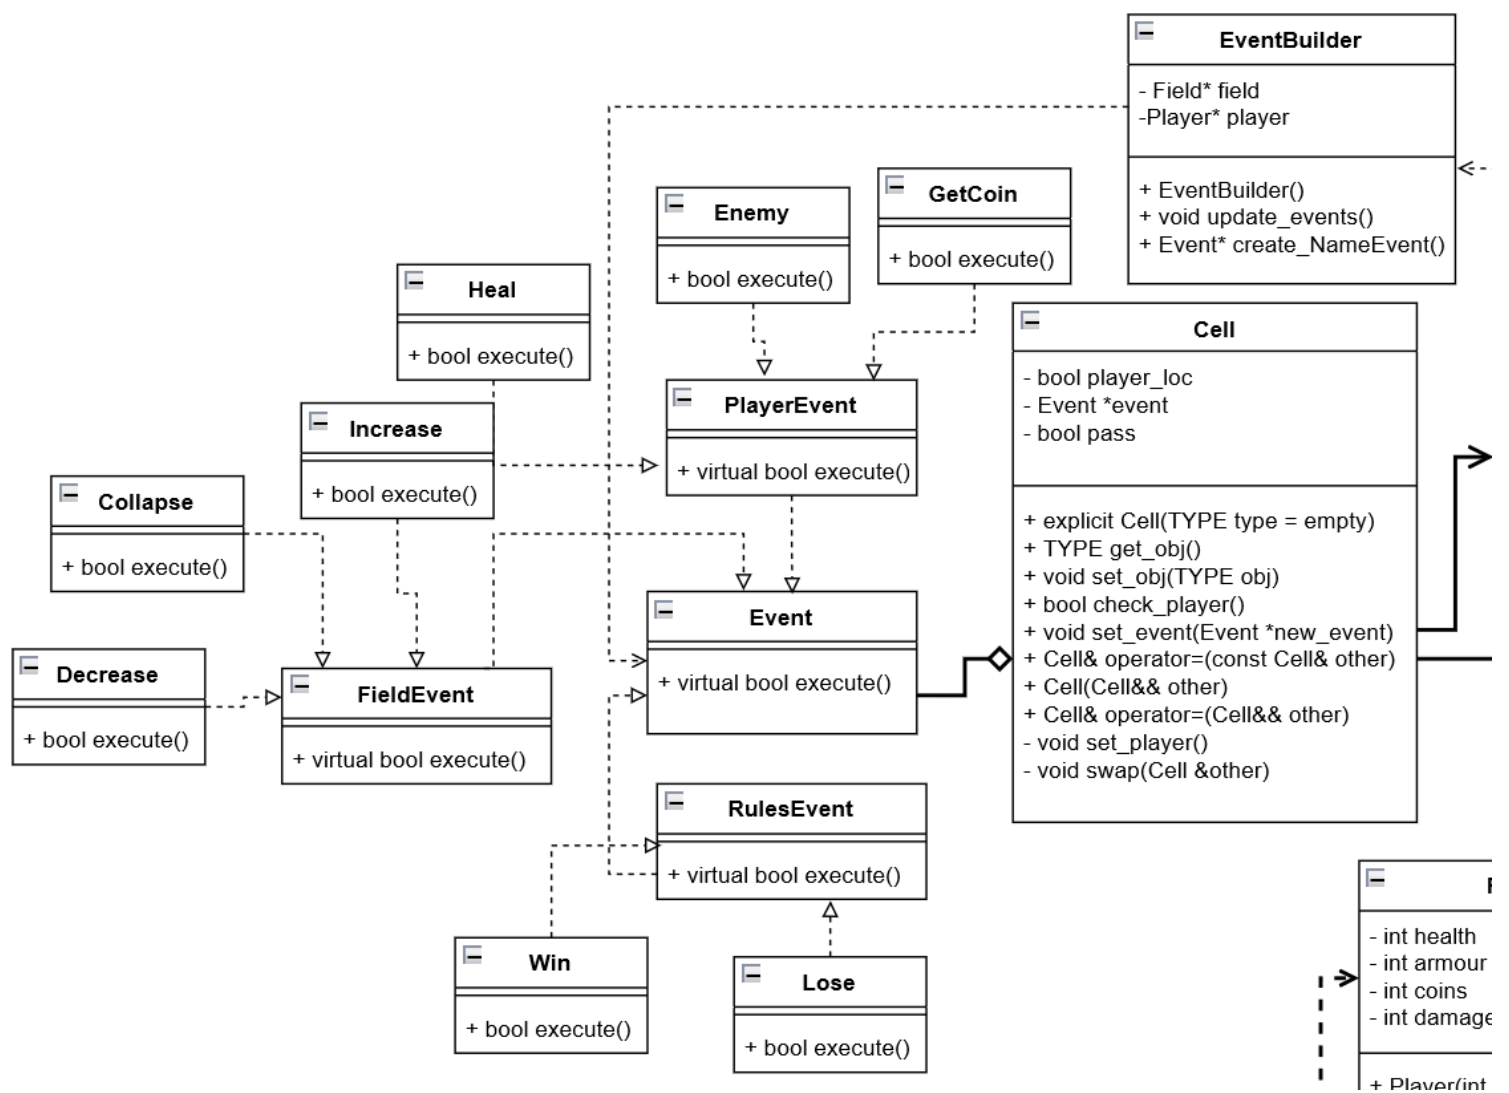 EventBuilder
- Field* field
-Player* player
+ EventBuilder()
+ void update_events()
+ Event* create_NameEvent()
GetCoin
+ bool execute()
Enemy
+ bool execute()
Heal
+ bool execute()
Cell
- bool player_loc
- Event *event
- bool pass
+ explicit Cell(TYPE type = empty)
+ TYPE get_obj()
+ void set_obj(TYPE obj)
+ bool check_player()
+ void set_event(Event *new_event)
+ Cell& operator=(const Cell& other)
+ Cell(Cell&& other)
+ Cell& operator=(Cell&& other)
- void set_player()
- void swap(Cell &other)
PlayerEvent
+ virtual bool execute()
Increase
+ bool execute()
Collapse
+ bool execute()
Event
+ virtual bool execute()
Decrease
+ bool execute()
FieldEvent
+ virtual bool execute()
RulesEvent
+ virtual bool execute()
Win
+ bool execute()
Lose
+ bool execute()
- int health
- int armour
- int coins
- int damage
+ Player(int